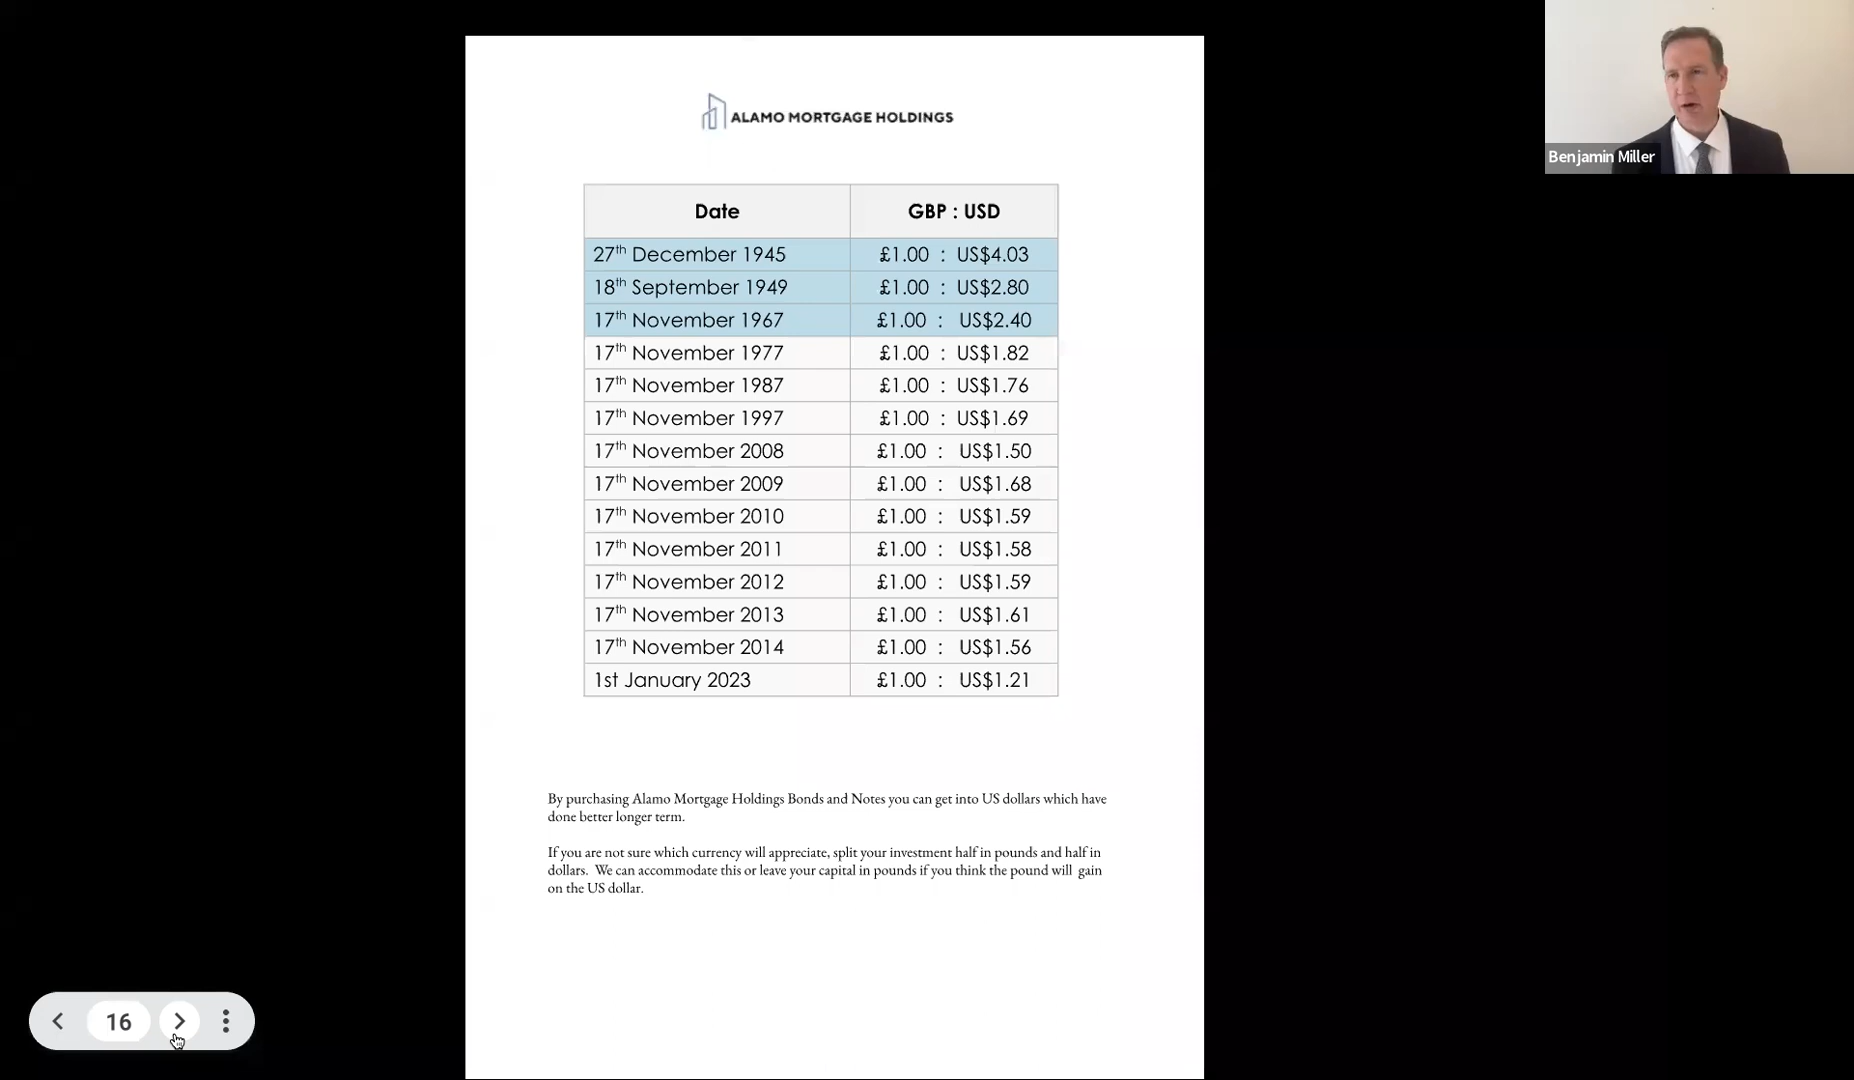 ALAMO MORTGAGE HOLDINGS
Benjamin Miller
Date GBP : USD
27th December 1945 £1.00 : US$4.03
18th September 1949 £1.00 : US$2.80
17th November 1967 £1.00 : US$2.40
17th November 1977 £1.00 : US$1.82
17th November 1987 £1.00 : US$1.76
17th November 1997 £1.00 : US$1.69
17th November 2008 £1.00 : US$1.50
17th November 2009 £1.00 : US$1.68
17th November 2010 £1.00 : US$1.59
17th November 2011 £1.00 : US$1.58
17th November 2012 £1.00 : US$1.59
17th November 2013 £1.00 : US$1.61
17th November 2014 £1.00 : US$1.56
1st January 2023 £1.00 : US$1.21
By purchasing Alamo Mortgage Holdings Bonds and Notes you can get into US dollars which have
done better longer term.
If you are not sure which currency will appreciate, split your investment half in pounds and half in
dollars. We can accommodate this or leave your capital in pounds if you think the pound will gain
on the US dollar.
16